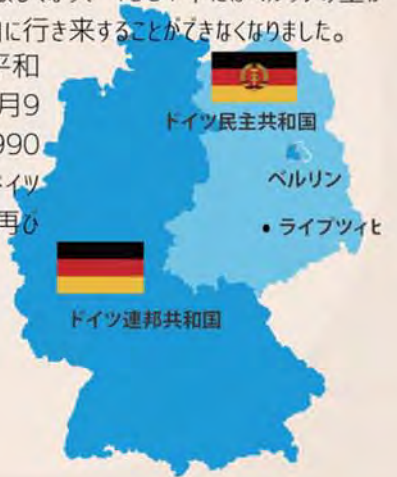 に行き来することができなくなりました。
平和
月9
990
イツ
再び
ドイツ民主共和国
ベルリン
ライプツィヒ
ドイツ連邦共和国